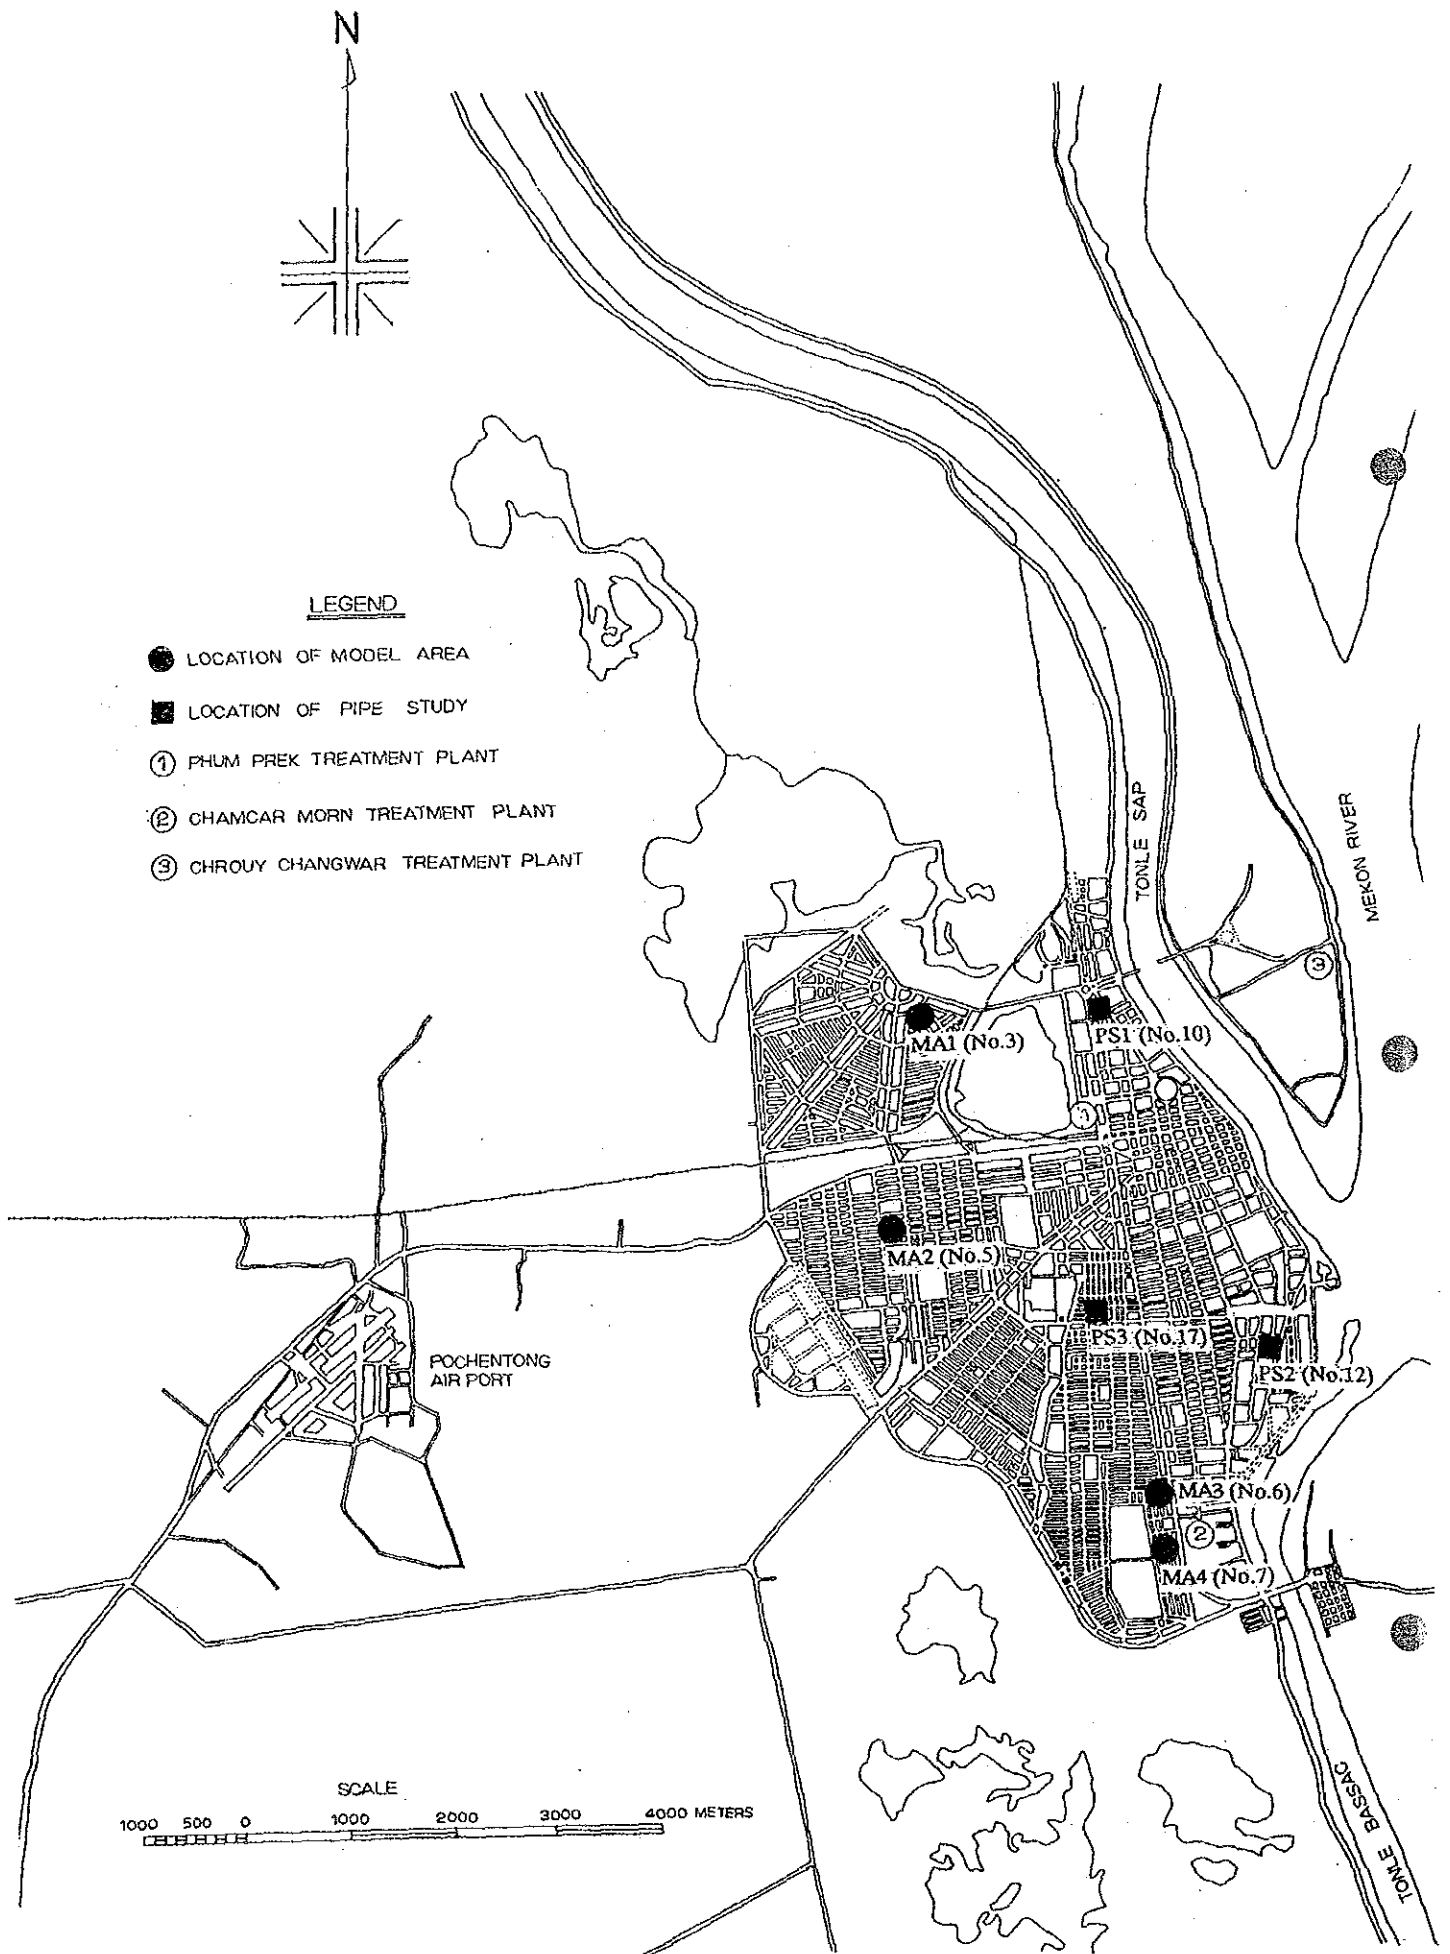 N
LEGEND
LOCATION OF MODEL AREA
LOCATION OF PIPE STUDY
① PHUM PREK TREATMENT PLANT
② CHAMCAR MORN TREATMENT PLANT
③ CHROUY CHANGWAR TREATMENT PLANT
TONLE SAP
MEKON RIVER
③
MA1 (No.3)
PS1 (No.10)
①
MA2 (No.5)
PS3 (No.17)
PS2 (No.12)
POCHENTONG
AIR PORT
MA3 (No.6)
②
MA4 (No.7)
SCALE
1000 500 0 1000 2000 3000 4000 METERS
TONLE BASSAC